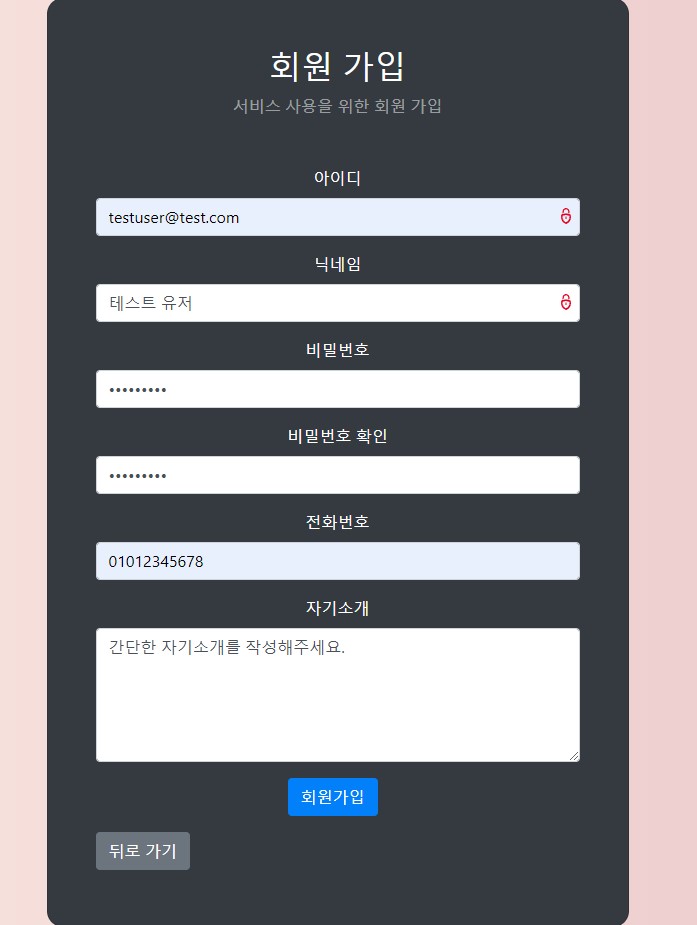 회원 가입
서비스 사용을 위한 회원 가입
아이디
testuser@test.com
닉네임
테스트 유저
비밀번호
•••••••••
비밀번호 확인
•••••••••
전화번호
01012345678
자기소개
간단한 자기소개를 작성해주세요.
회원가입
뒤로 가기